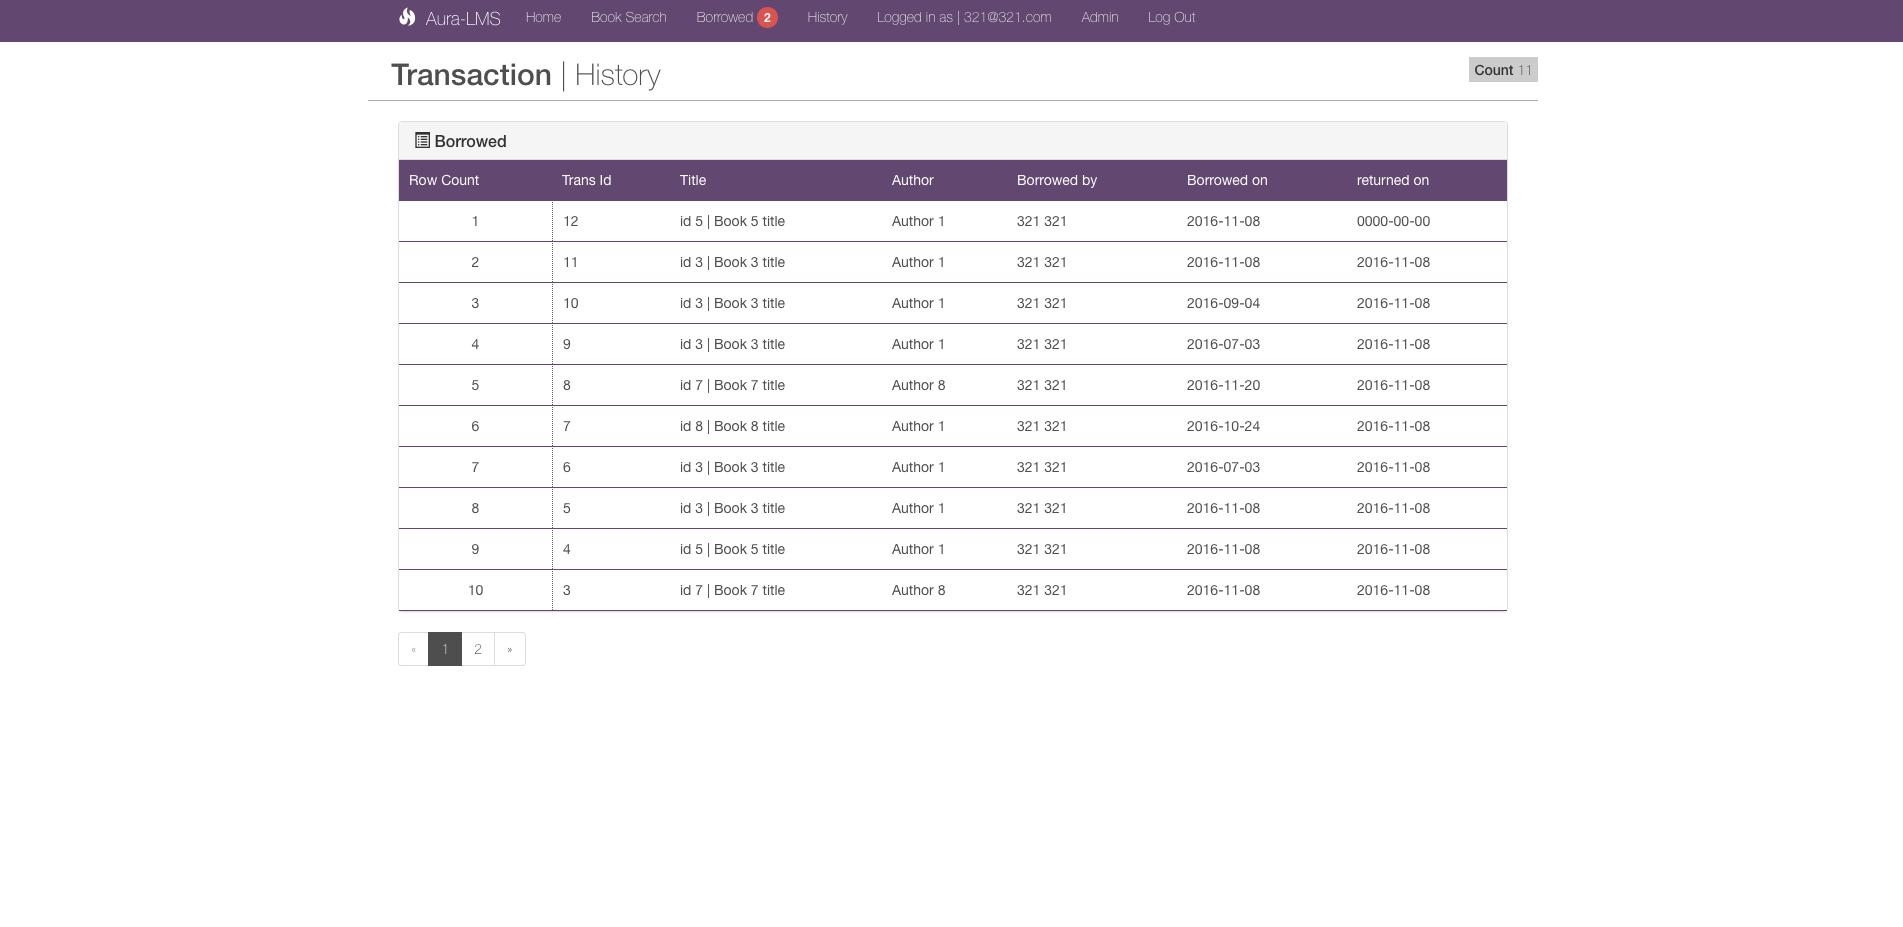 Aura-LMS Home Book Search Borrowed 2 History Logged in as | 321@321.com Admin Log Out
Transaction | History Count 11
Borrowed
Row Count Trans Id Title Author Borrowed by Borrowed on returned on
1 12 id 5 | Book 5 title Author 1 321 321 2016-11-08 0000-00-00
2 11 id 3 | Book 3 title Author 1 321 321 2016-11-08 2016-11-08
3 10 id 3 | Book 3 title Author 1 321 321 2016-09-04 2016-11-08
4 9 id 3 | Book 3 title Author 1 321 321 2016-07-03 2016-11-08
5 8 id 7 | Book 7 title Author 8 321 321 2016-11-20 2016-11-08
6 7 id 8 | Book 8 title Author 1 321 321 2016-10-24 2016-11-08
7 6 id 3 | Book 3 title Author 1 321 321 2016-07-03 2016-11-08
8 5 id 3 | Book 3 title Author 1 321 321 2016-11-08 2016-11-08
9 4 id 5 | Book 5 title Author 1 321 321 2016-11-08 2016-11-08
10 3 id 7 | Book 7 title Author 8 321 321 2016-11-08 2016-11-08
« 1 2 »